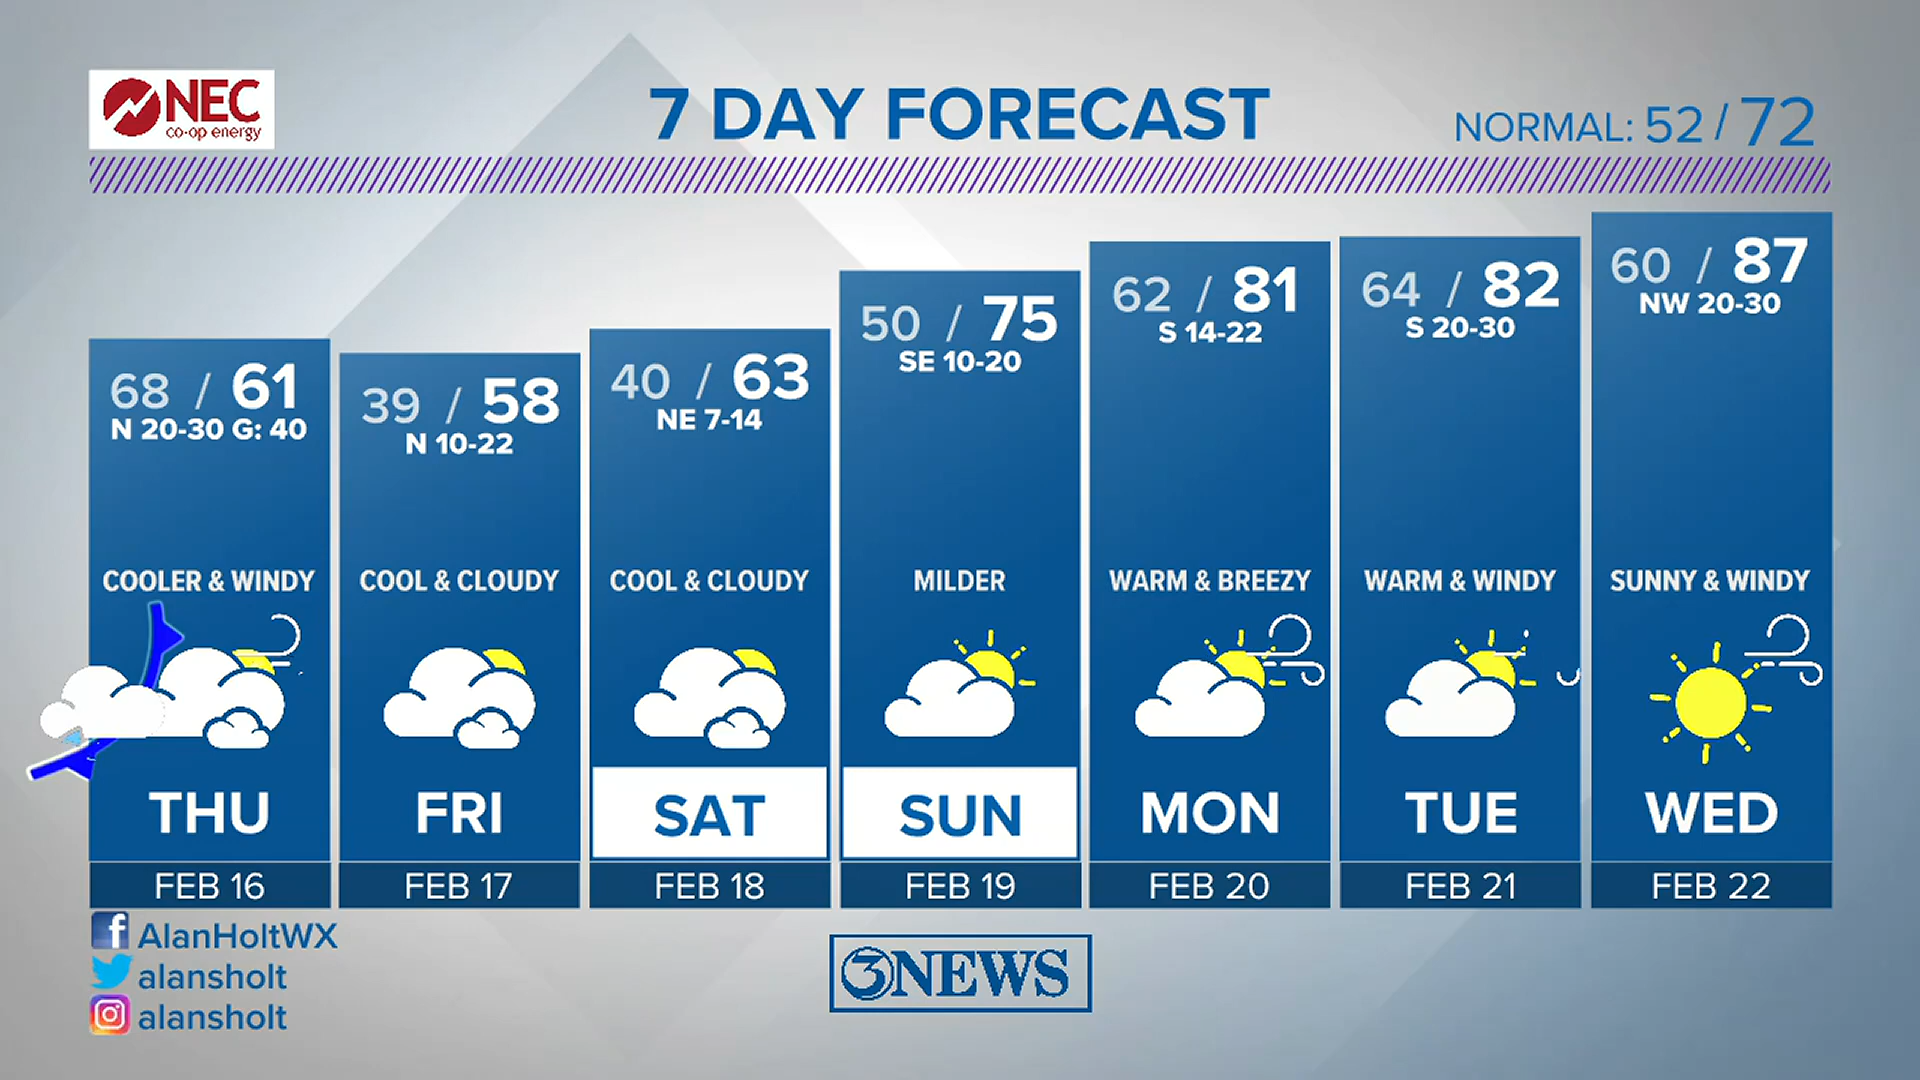 NEC
co-op energy
7 DAY FORECAST
NORMAL: 52 / 72
68 / 61
N 20-30 G: 40
COOLER & WINDY
THU
FEB 16
39 / 58
N 10-22
COOL & CLOUDY
FRI
FEB 17
40 / 63
NE 7-14
COOL & CLOUDY
SAT
FEB 18
50 / 75
SE 10-20
MILDER
SUN
FEB 19
62 / 81
S 14-22
WARM & BREEZY
MON
FEB 20
64 / 82
S 20-30
WARM & WINDY
TUE
FEB 21
60 / 87
NW 20-30
SUNNY & WINDY
WED
FEB 22
f AlanHoltWX
alansholt
alansholt
3NEWS